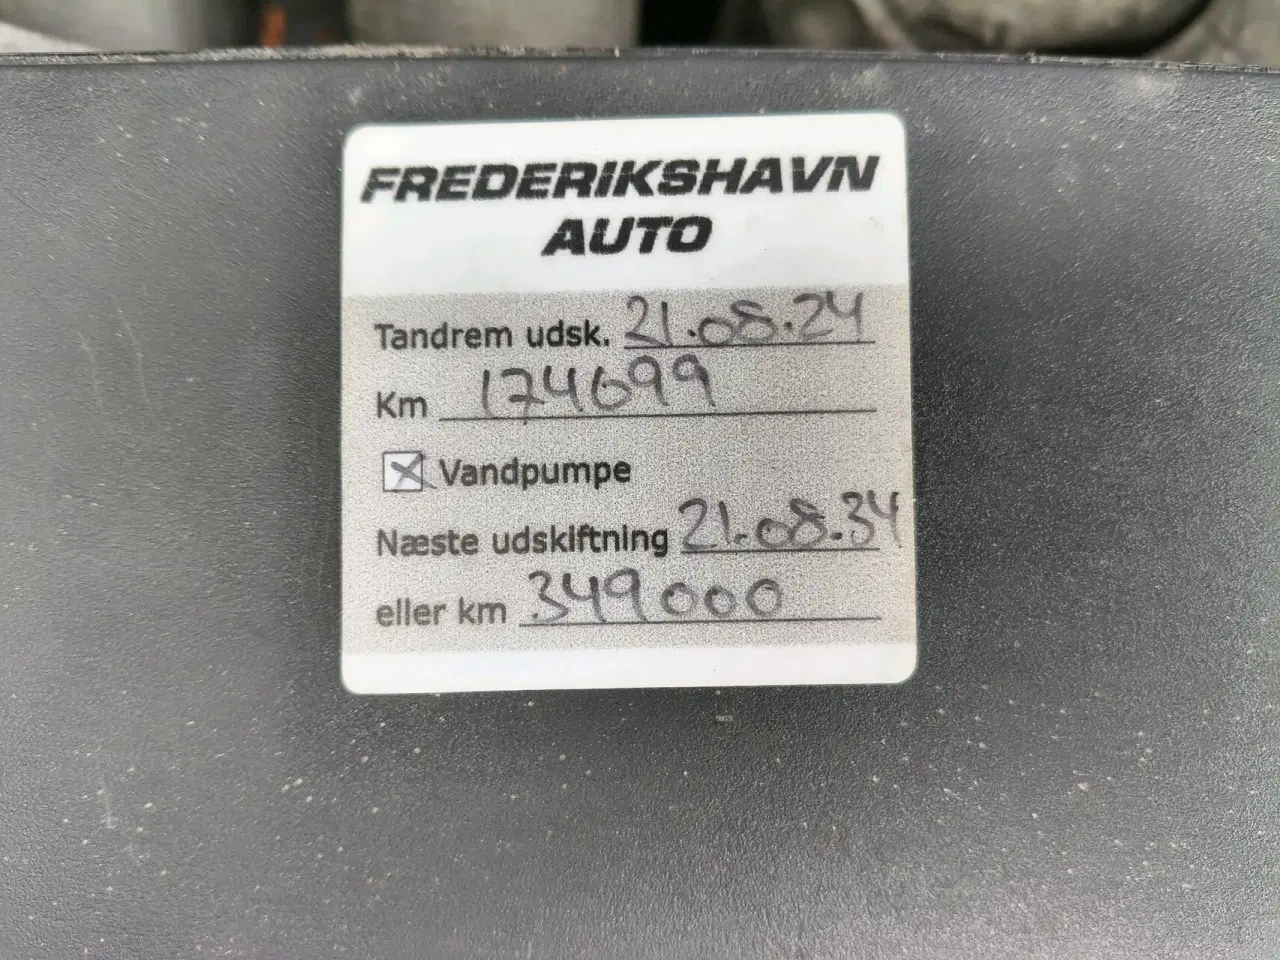 FREDERIKSHAVN
AUTO
Tandrem udsk. 21.08.24
Km 174699
Vandpumpe
Næste udskiftning 21.08.34
eller km 349000